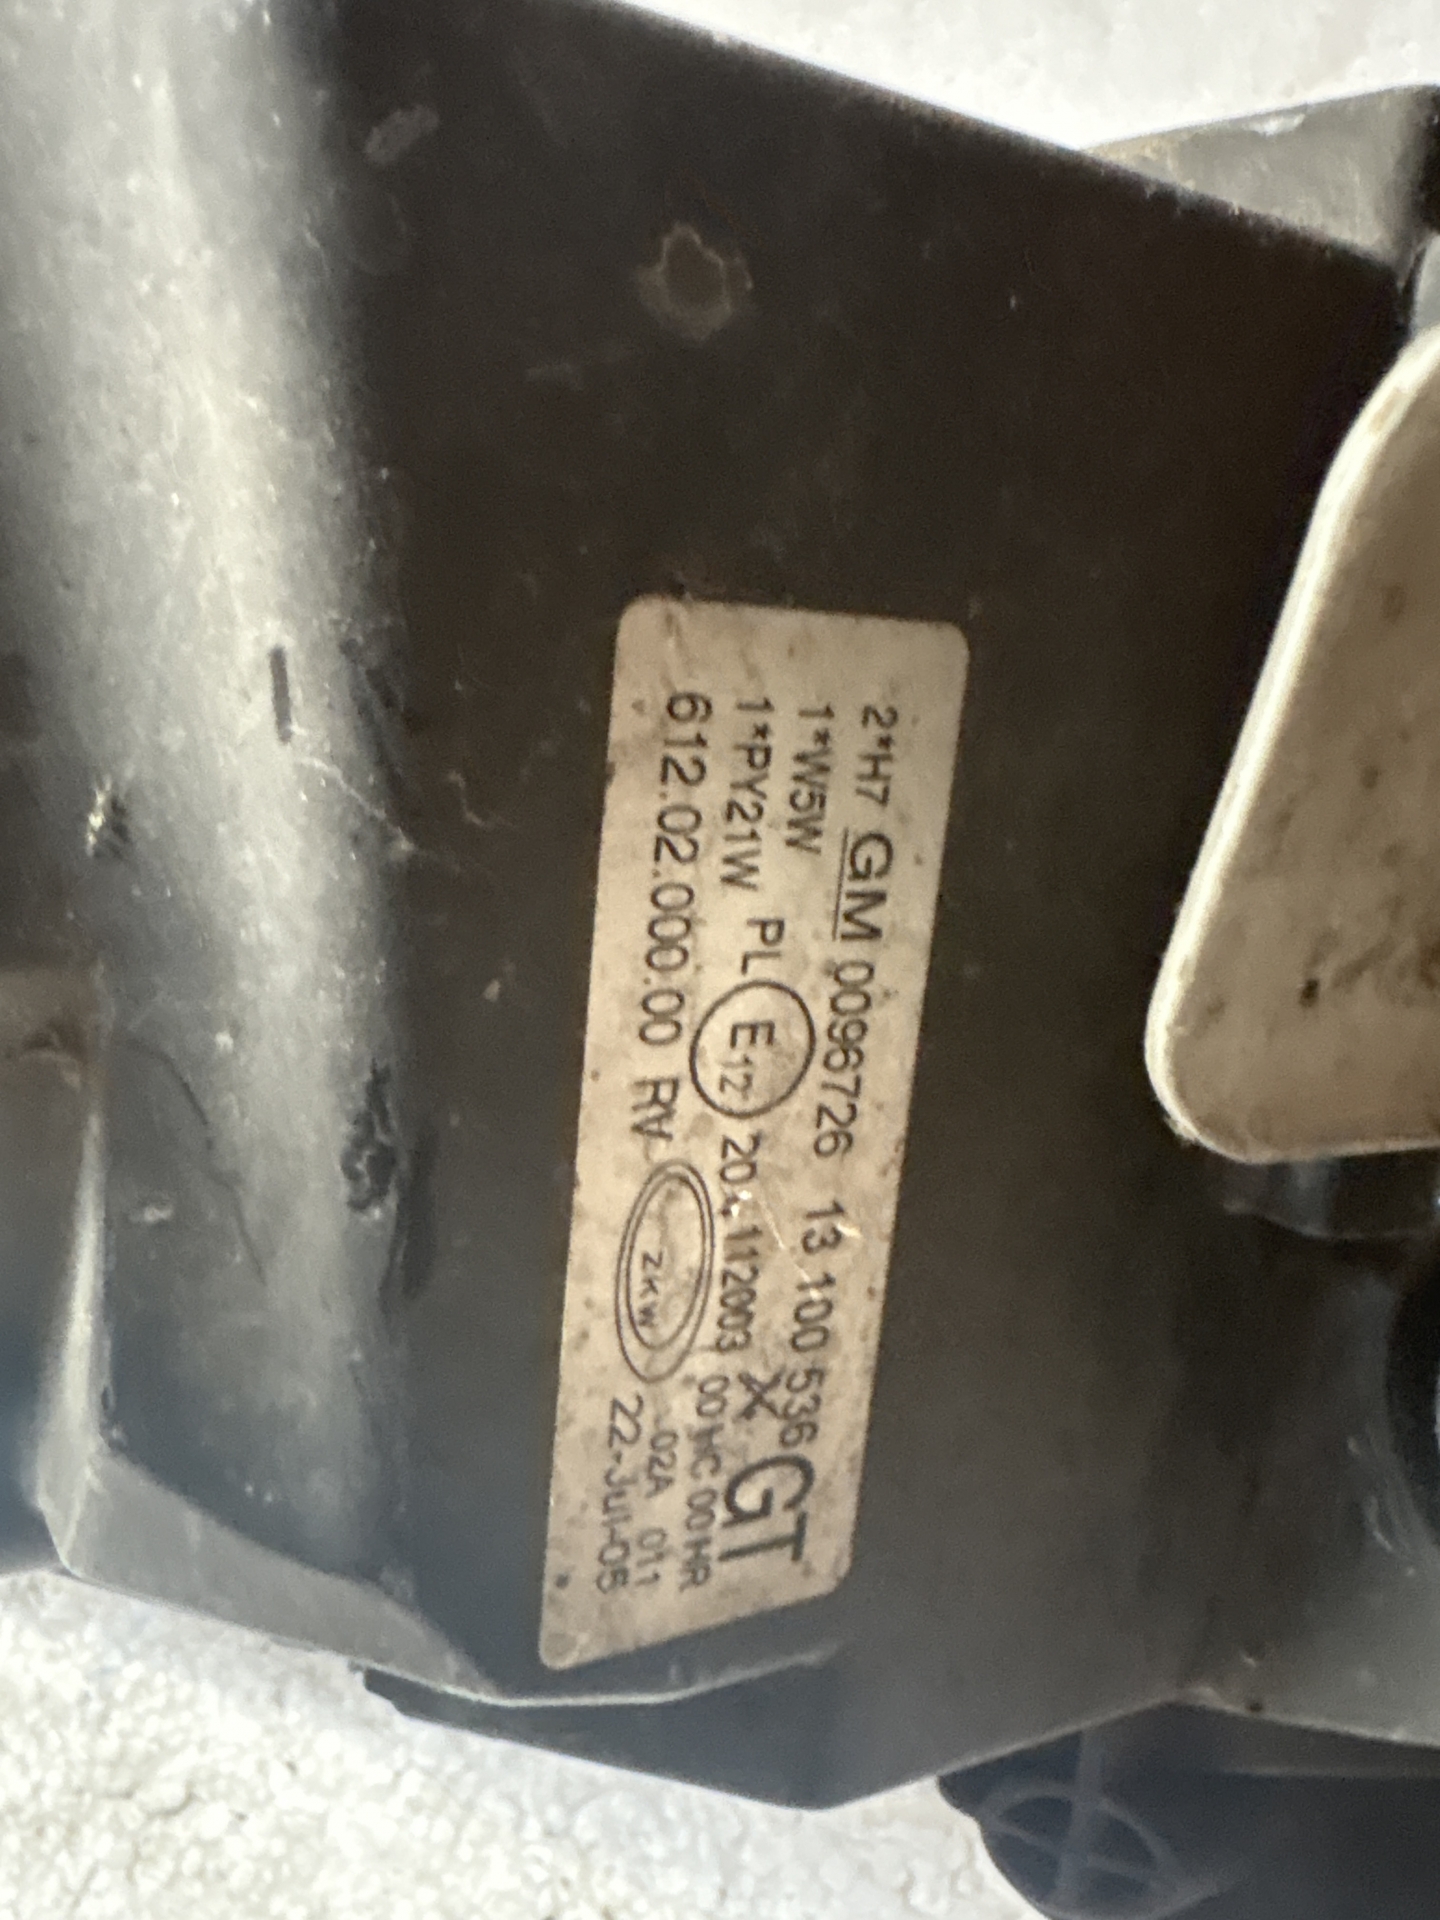 2*H7 GM 0096726 13 100 536
1*W5W
1*PY21W PL E12 20 1112003 X GT
612.02.000.00 RV ZKW 00 HC 00 HR
02A 011
22-Jul-05